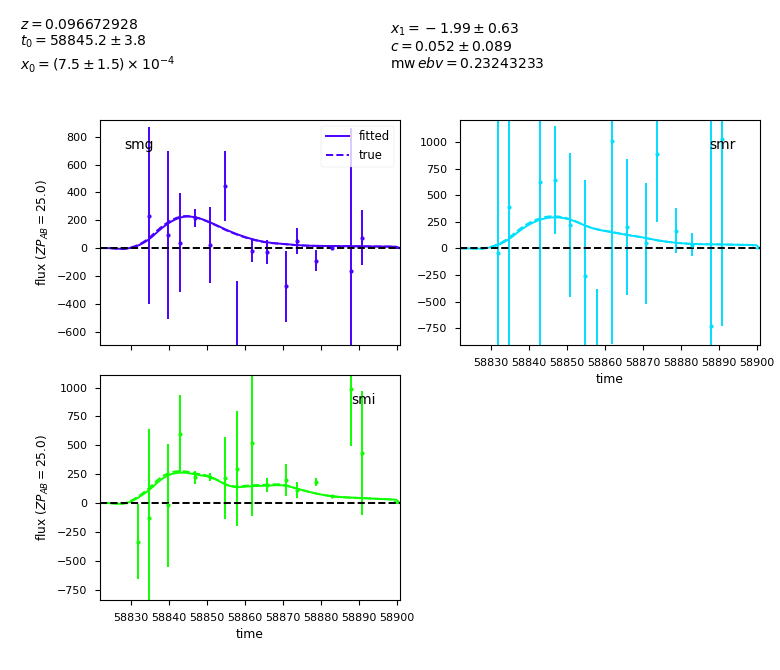 z = 0.096672928
t₀ = 58845.2 ± 3.8
x₀ = (7.5 ± 1.5) × 10⁻⁴
x₁ = −1.99 ± 0.63
c = 0.052 ± 0.089
mw ebv = 0.23243233
smg
fitted
true
800
600
400
200
0
−200
−400
−600
flux (ZP_AB = 25.0)
smr
1000
750
500
250
0
−250
−500
−750
58830 58840 58850 58860 58870 58880 58890 58900
time
smi
1000
750
500
250
0
−250
−500
−750
flux (ZP_AB = 25.0)
58830 58840 58850 58860 58870 58880 58890 58900
time